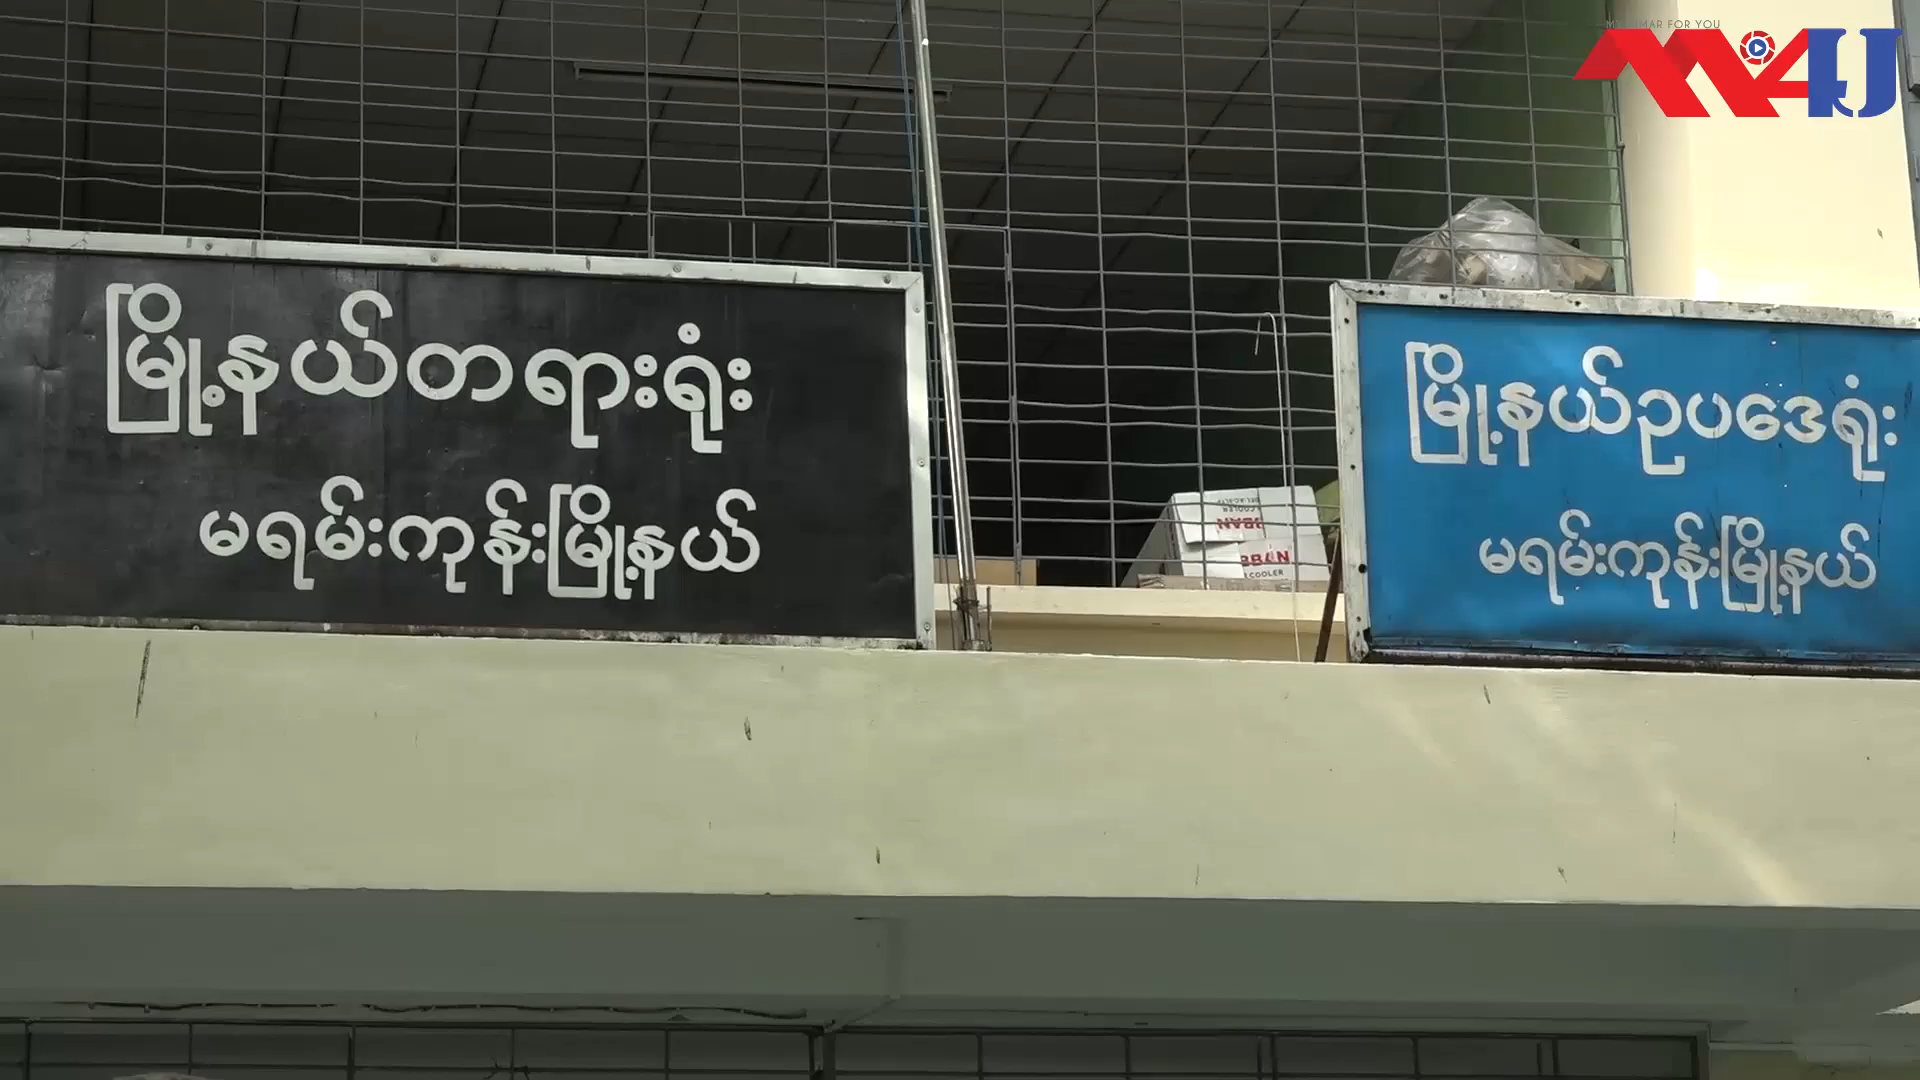 MYANMAR FOR YOU
M4U
မြို့နယ်တရားရုံး
မရမ်းကုန်းမြို့နယ်
မြို့နယ်ဥပဒေရုံး
မရမ်းကုန်းမြို့နယ်
COOLER